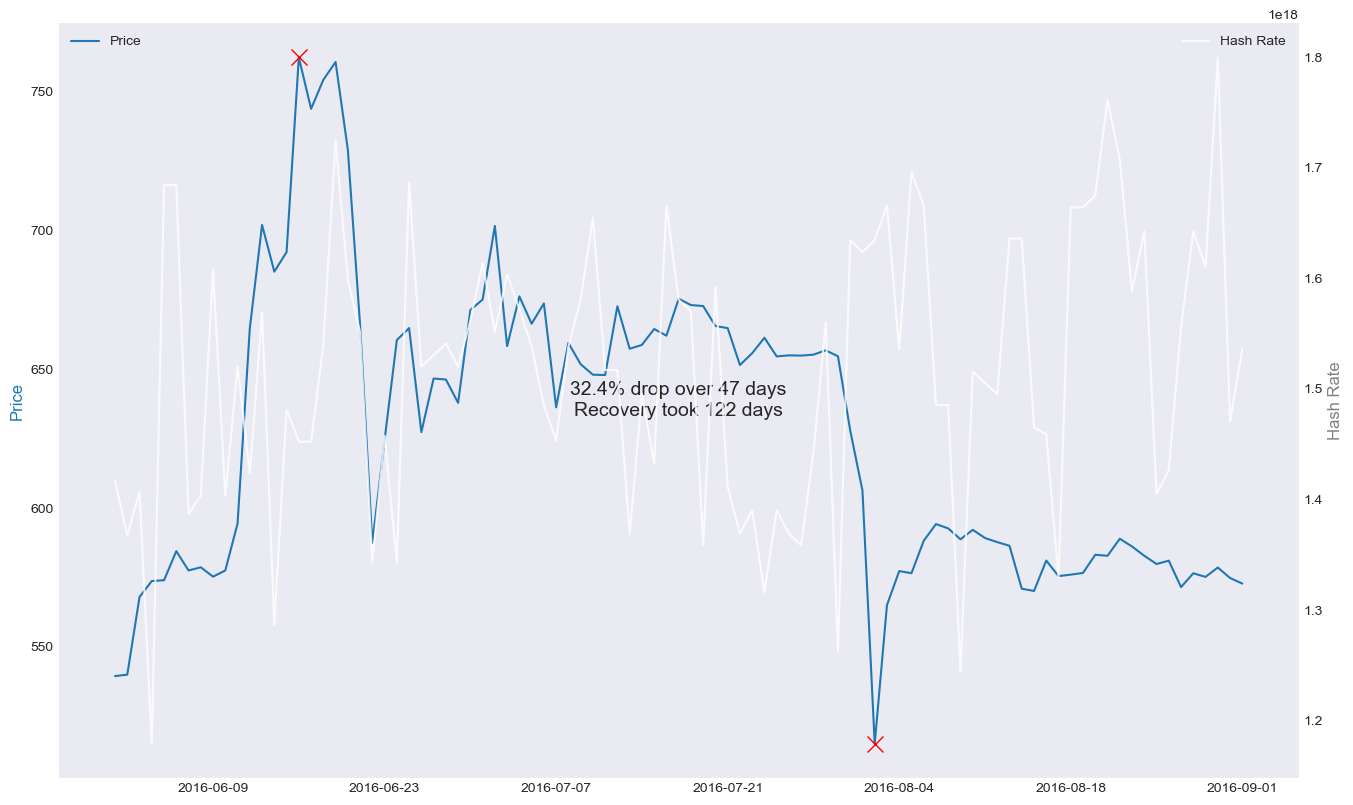 1e18
Price
Hash Rate
750
700
650
600
550
Price
1.8
1.7
1.6
1.5
1.4
1.3
1.2
Hash Rate
32.4% drop over 47 days
Recovery took 122 days
2016-06-09
2016-06-23
2016-07-07
2016-07-21
2016-08-04
2016-08-18
2016-09-01